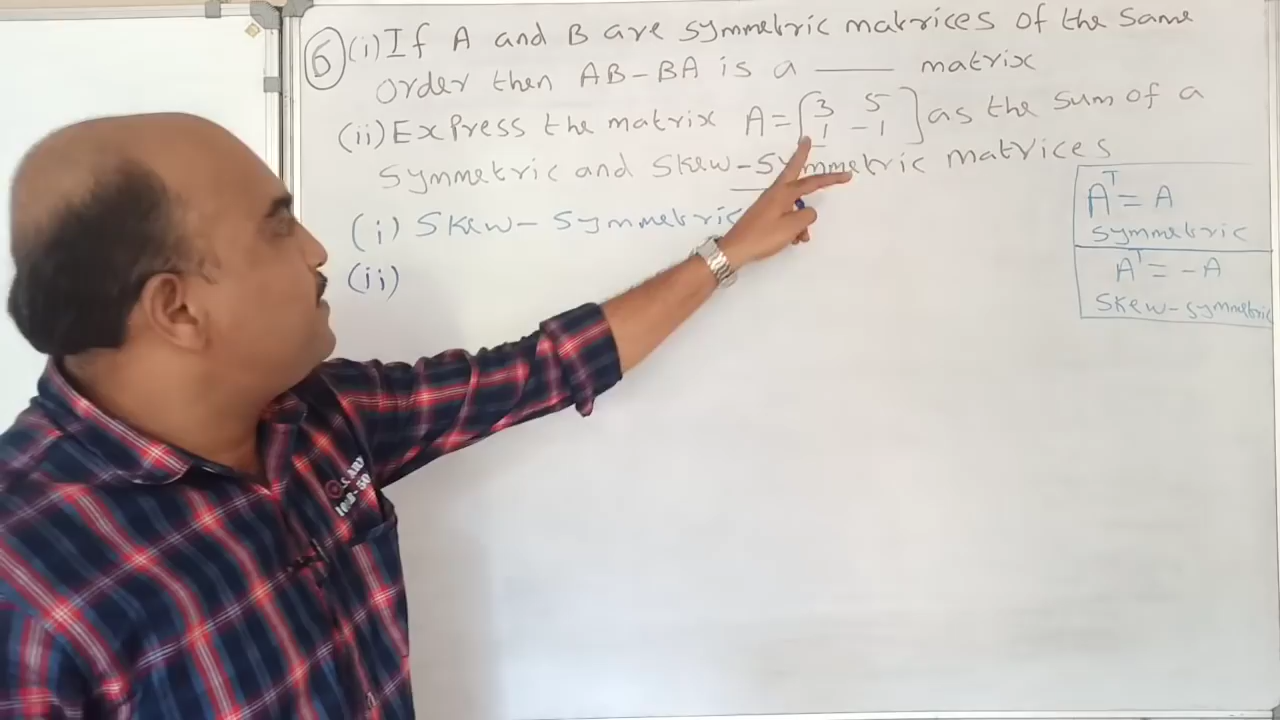 6 (i) If A and B are symmetric matrices of the same
order then AB-BA is a ____ matrix
(ii) Express the matrix A = [3 5
1 -1] as the sum of a
symmetric and skew-symmetric matrices
(i) Skew-symmetric
(ii)
A^T = A
symmetric
A^T = -A
Skew-symmetric